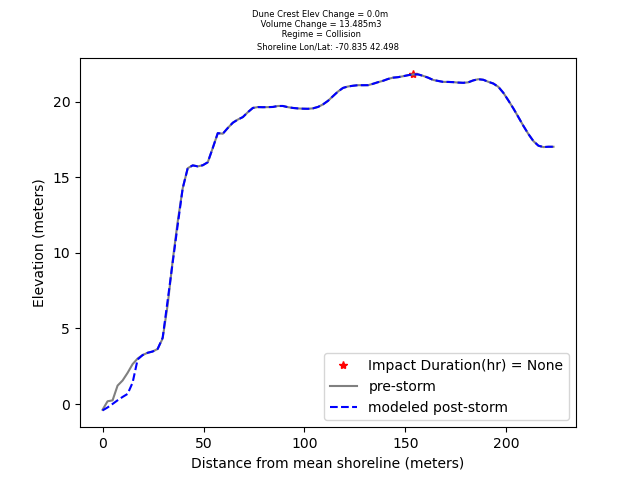 Dune Crest Elev Change = 0.0m
Volume Change = 13.485m3
Regime = Collision
Shoreline Lon/Lat: -70.835 42.498
20
15
10
5
0
Elevation (meters)
Impact Duration(hr) = None
pre-storm
modeled post-storm
0 50 100 150 200
Distance from mean shoreline (meters)